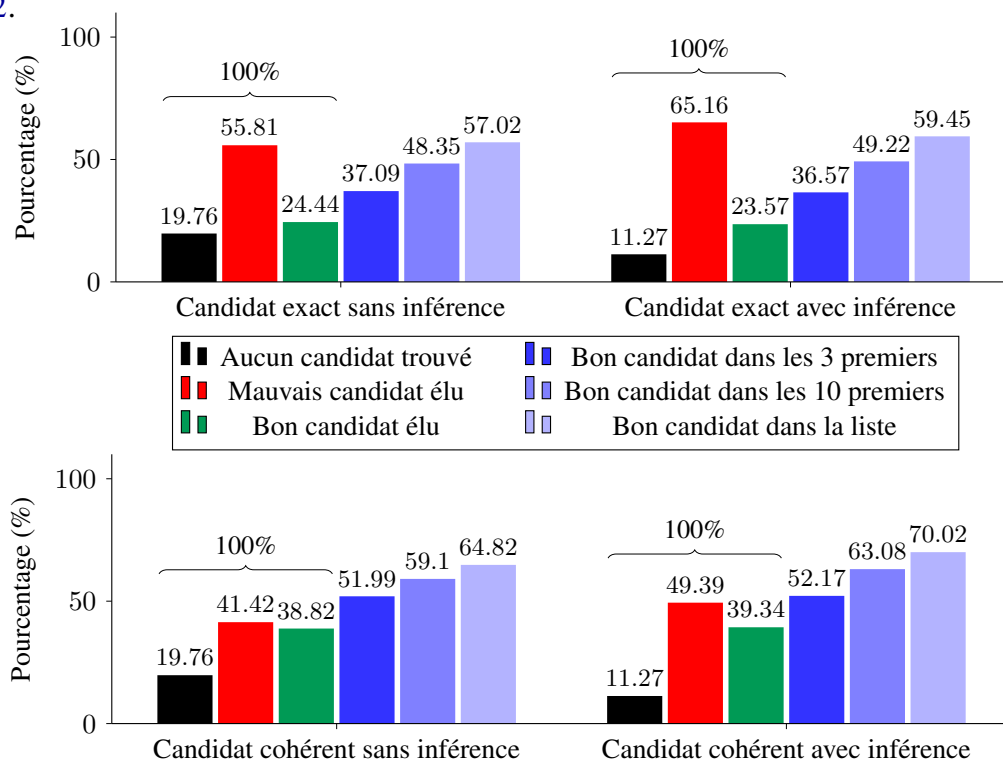 2.
Pourcentage (%)
100
50
0
100%
19.76
55.81
24.44
37.09
48.35
57.02
100%
11.27
65.16
23.57
36.57
49.22
59.45
Candidat exact sans inférence
Candidat exact avec inférence
Aucun candidat trouvé
Bon candidat dans les 3 premiers
Mauvais candidat élu
Bon candidat dans les 10 premiers
Bon candidat élu
Bon candidat dans la liste
Pourcentage (%)
100
50
0
100%
19.76
41.42
38.82
51.99
59.1
64.82
100%
11.27
49.39
39.34
52.17
63.08
70.02
Candidat cohérent sans inférence
Candidat cohérent avec inférence